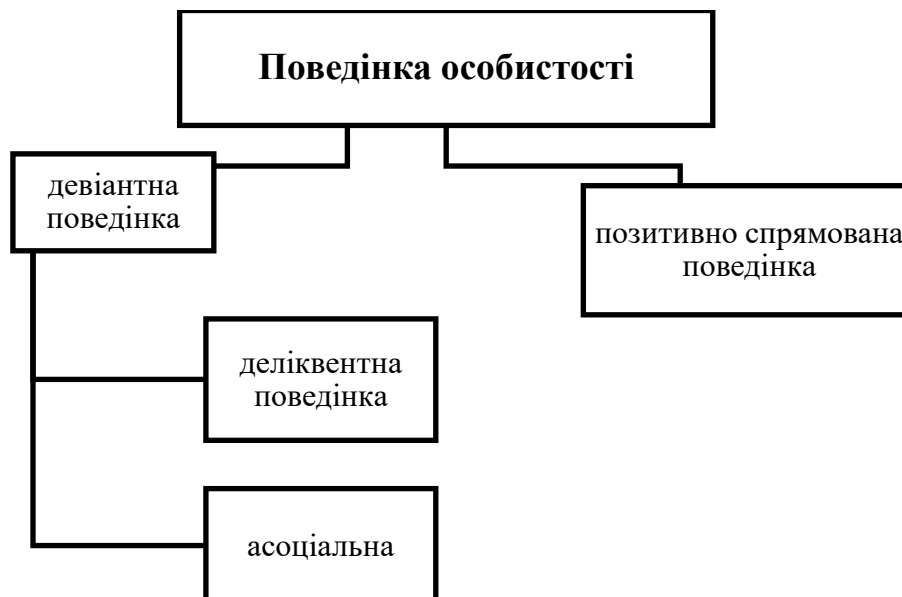 Поведінка особистості
девіантна
поведінка
позитивно спрямована
поведінка
деліквентна
поведінка
асоціальна